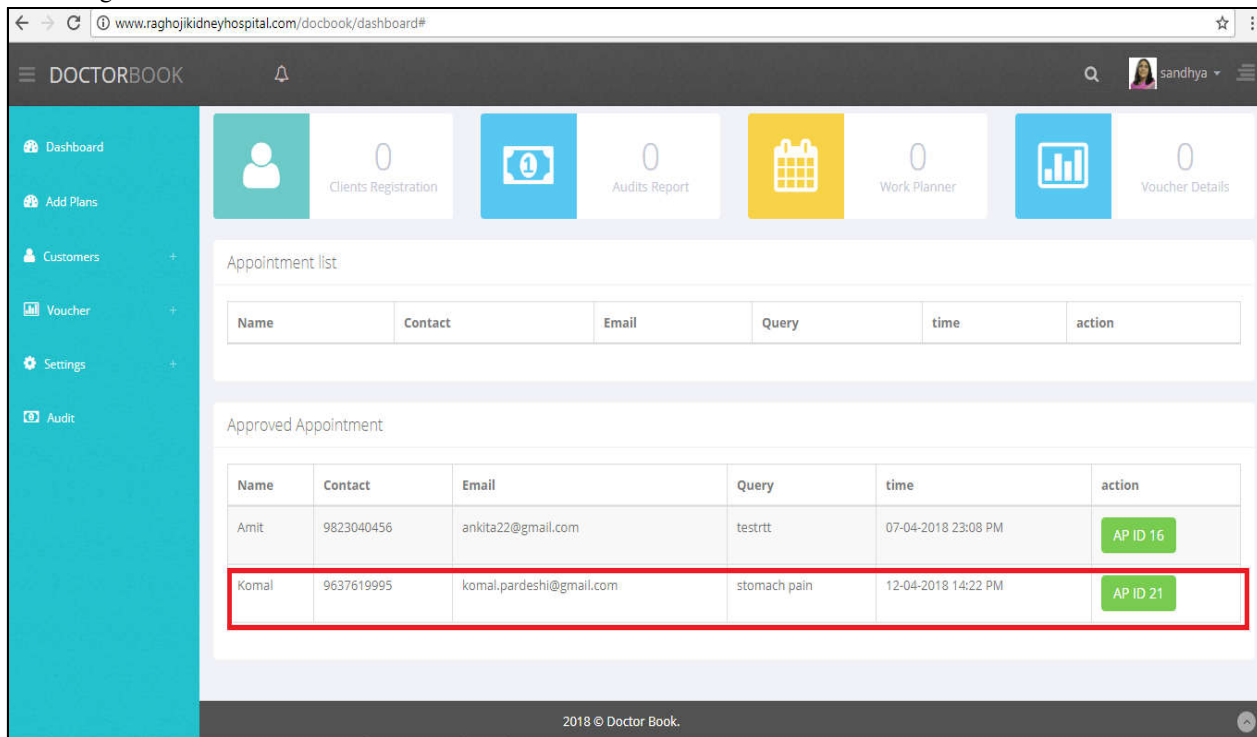 www.raghojikidneyhospital.com/docbook/dashboard#
DOCTORBOOK
sandhya
Dashboard
Add Plans
Customers +
Voucher +
Settings +
Audit
0
Clients Registration
1
0
Audits Report
0
Work Planner
0
Voucher Details
Appointment list
Name Contact Email Query time action
Approved Appointment
Name Contact Email Query time action
Amit 9823040456 ankita22@gmail.com testrtt 07-04-2018 23:08 PM AP ID 16
Komal 9637619995 komal.pardeshi@gmail.com stomach pain 12-04-2018 14:22 PM AP ID 21
2018 © Doctor Book.